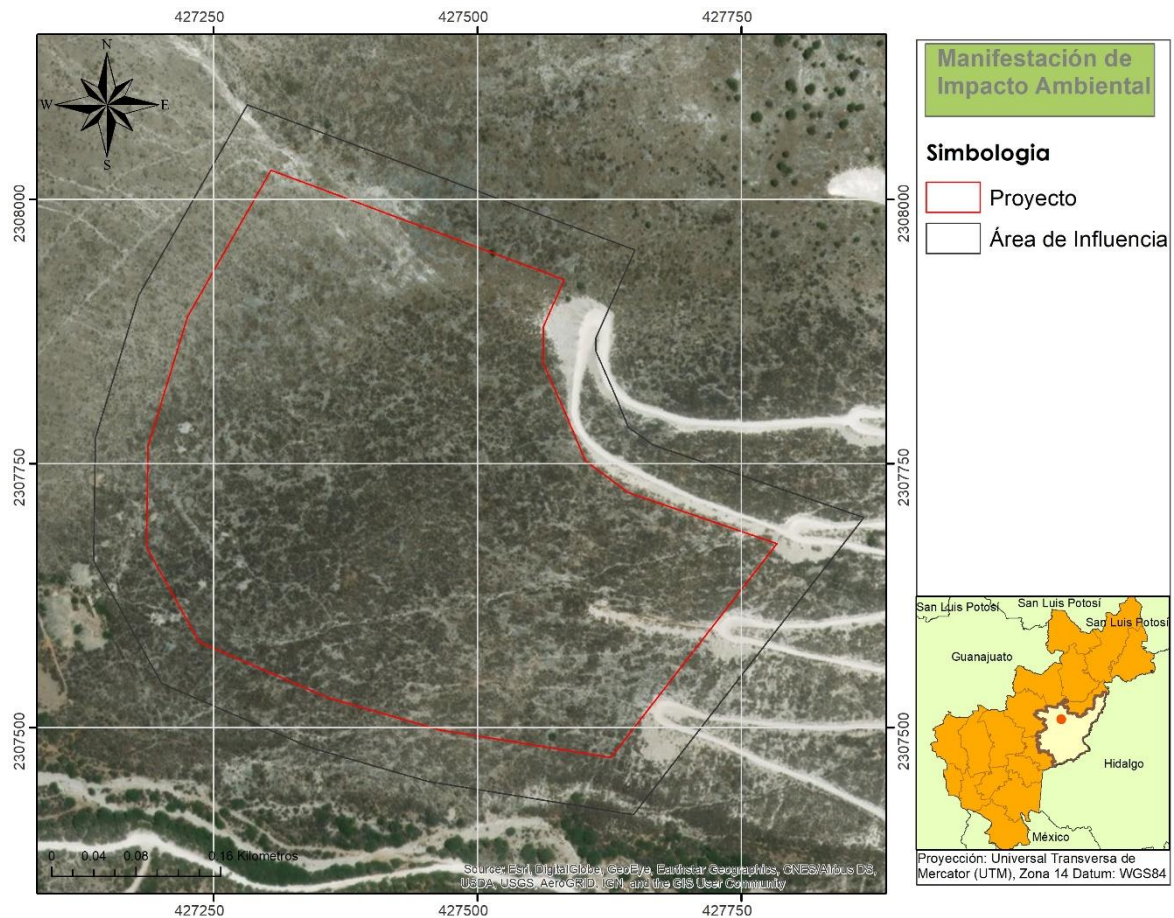 427250 427500 427750
N
W E
S
2308000 2308000
2307750 2307750
2307500 2307500
0 0.04 0.08 0.16 Kilometros
Source: Esri, DigitalGlobe, GeoEye, Earthstar Geographics, CNES/Airbus DS,
USDA, USGS, AeroGRID, IGN, and the GIS User Community
427250 427500 427750
Manifestación de
Impacto Ambiental
Simbologia
Proyecto
Área de Influencia
San Luis Potosí San Luis Potosí
San Luis Potosí
Guanajuato
Hidalgo
México
Proyección: Universal Transversa de
Mercator (UTM), Zona 14 Datum: WGS84